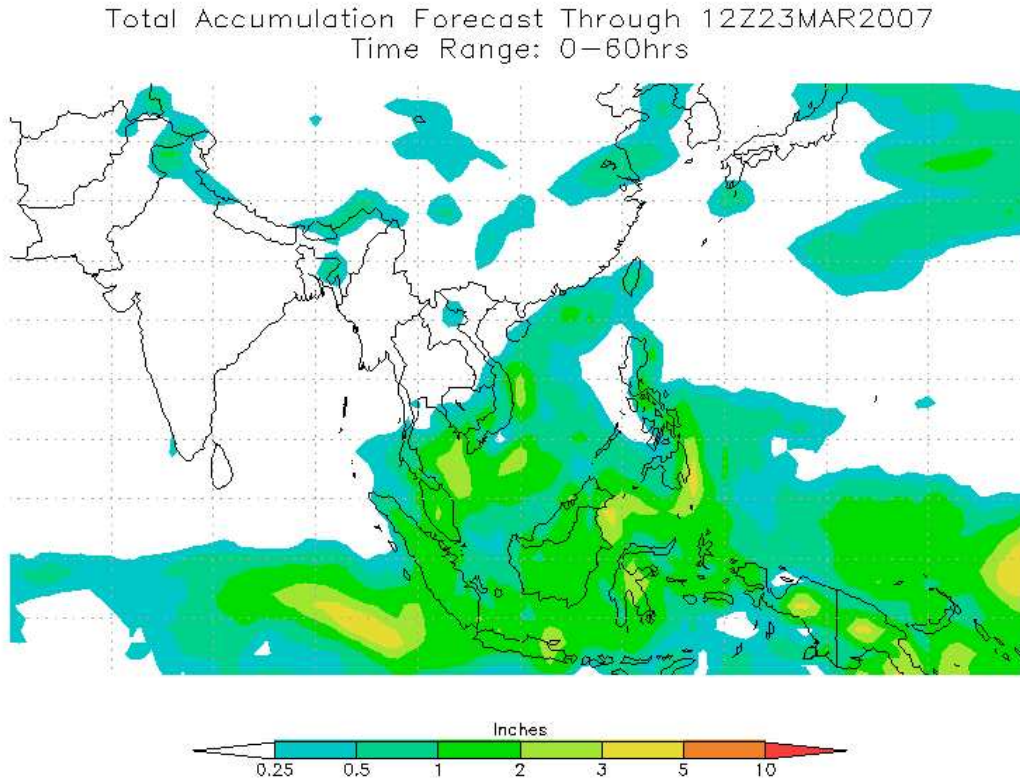 Total Accumulation Forecast Through 12Z23MAR2007
Time Range: 0-60hrs
Inches
0.25 0.5 1 2 3 5 10